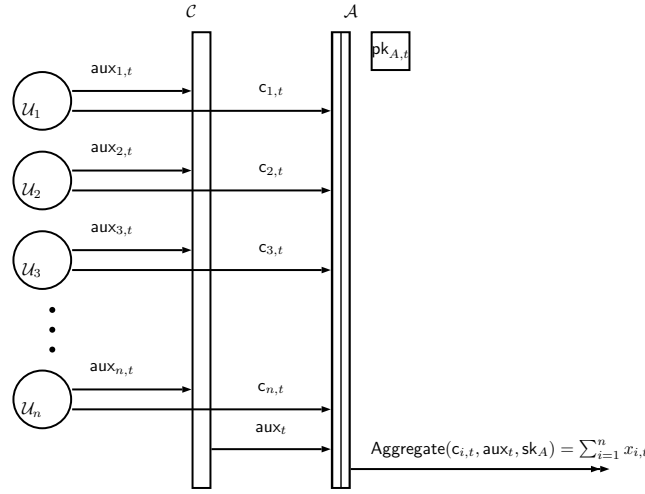 𝒞 𝒜
pk_{A,t}
aux_{1,t}
c_{1,t}
𝒰_1
aux_{2,t}
c_{2,t}
𝒰_2
aux_{3,t}
c_{3,t}
𝒰_3
aux_{n,t}
c_{n,t}
𝒰_n
aux_t
Aggregate(c_{i,t}, aux_t, sk_A) = ∑_{i=1}^{n} x_{i,t}